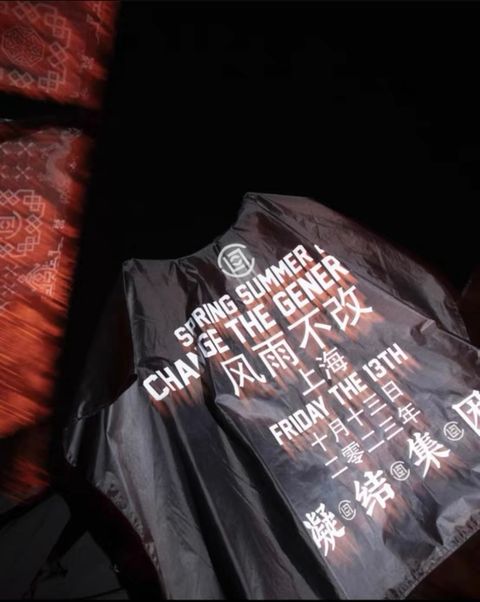 SPRING SUMMER
CHANGE THE GENER
风雨不改
上海
FRIDAY THE 13TH
十月十三日
二零二三年
凝结集团